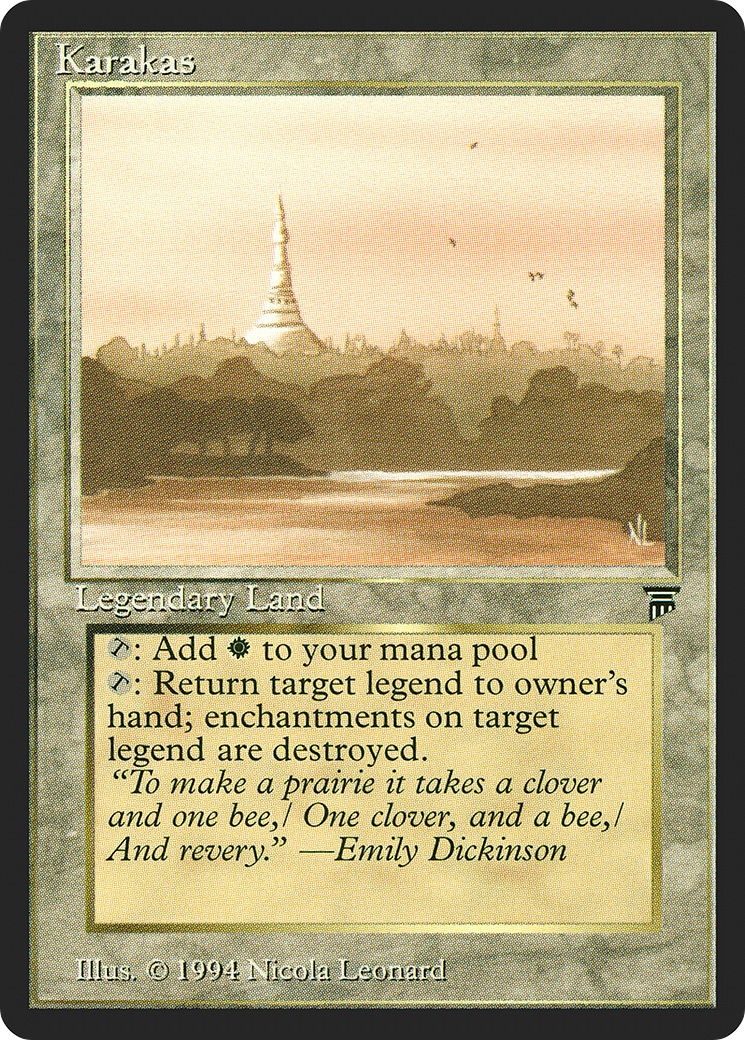 Karakas
NL
Legendary Land
T: Add to your mana pool
T: Return target legend to owner's
hand; enchantments on target
legend are destroyed.
“To make a prairie it takes a clover
and one bee,/ One clover, and a bee,/
And revery.” —Emily Dickinson
Illus. © 1994 Nicola Leonard